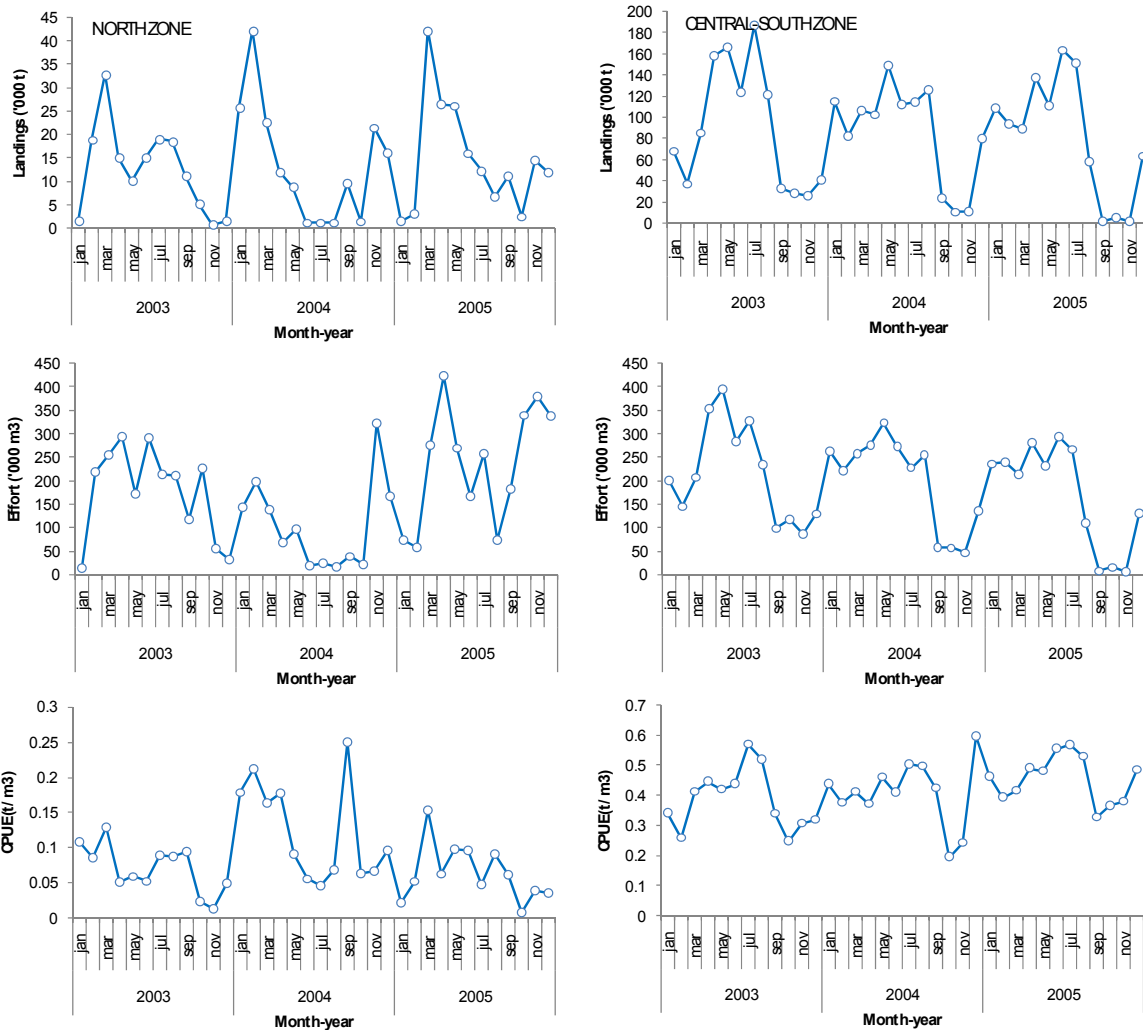 NORTH ZONE
Landings ('000 t)
45
40
35
30
25
20
15
10
5
0
jan mar may jul sep nov jan mar may jul sep nov jan mar may jul sep nov
2003 2004 2005
Month-year
CENTRAL-SOUTH ZONE
Landings ('000 t)
200
180
160
140
120
100
80
60
40
20
0
jan mar may jul sep nov jan mar may jul sep nov jan mar may jul sep nov
2003 2004 2005
Month-year
Effort ('000 m3)
450
400
350
300
250
200
150
100
50
0
jan mar may jul sep nov jan mar may jul sep nov jan mar may jul sep nov
2003 2004 2005
Month-year
Effort ('000 m3)
450
400
350
300
250
200
150
100
50
0
jan mar may jul sep nov jan mar may jul sep nov jan mar may jul sep nov
2003 2004 2005
Month-year
CPUE (t/ m3)
0.3
0.25
0.2
0.15
0.1
0.05
0
jan mar may jul sep nov jan mar may jul sep nov jan mar may jul sep nov
2003 2004 2005
Month-year
CPUE (t/ m3)
0.7
0.6
0.5
0.4
0.3
0.2
0.1
0
jan mar may jul sep nov jan mar may jul sep nov jan mar may jul sep nov
2003 2004 2005
Month-year